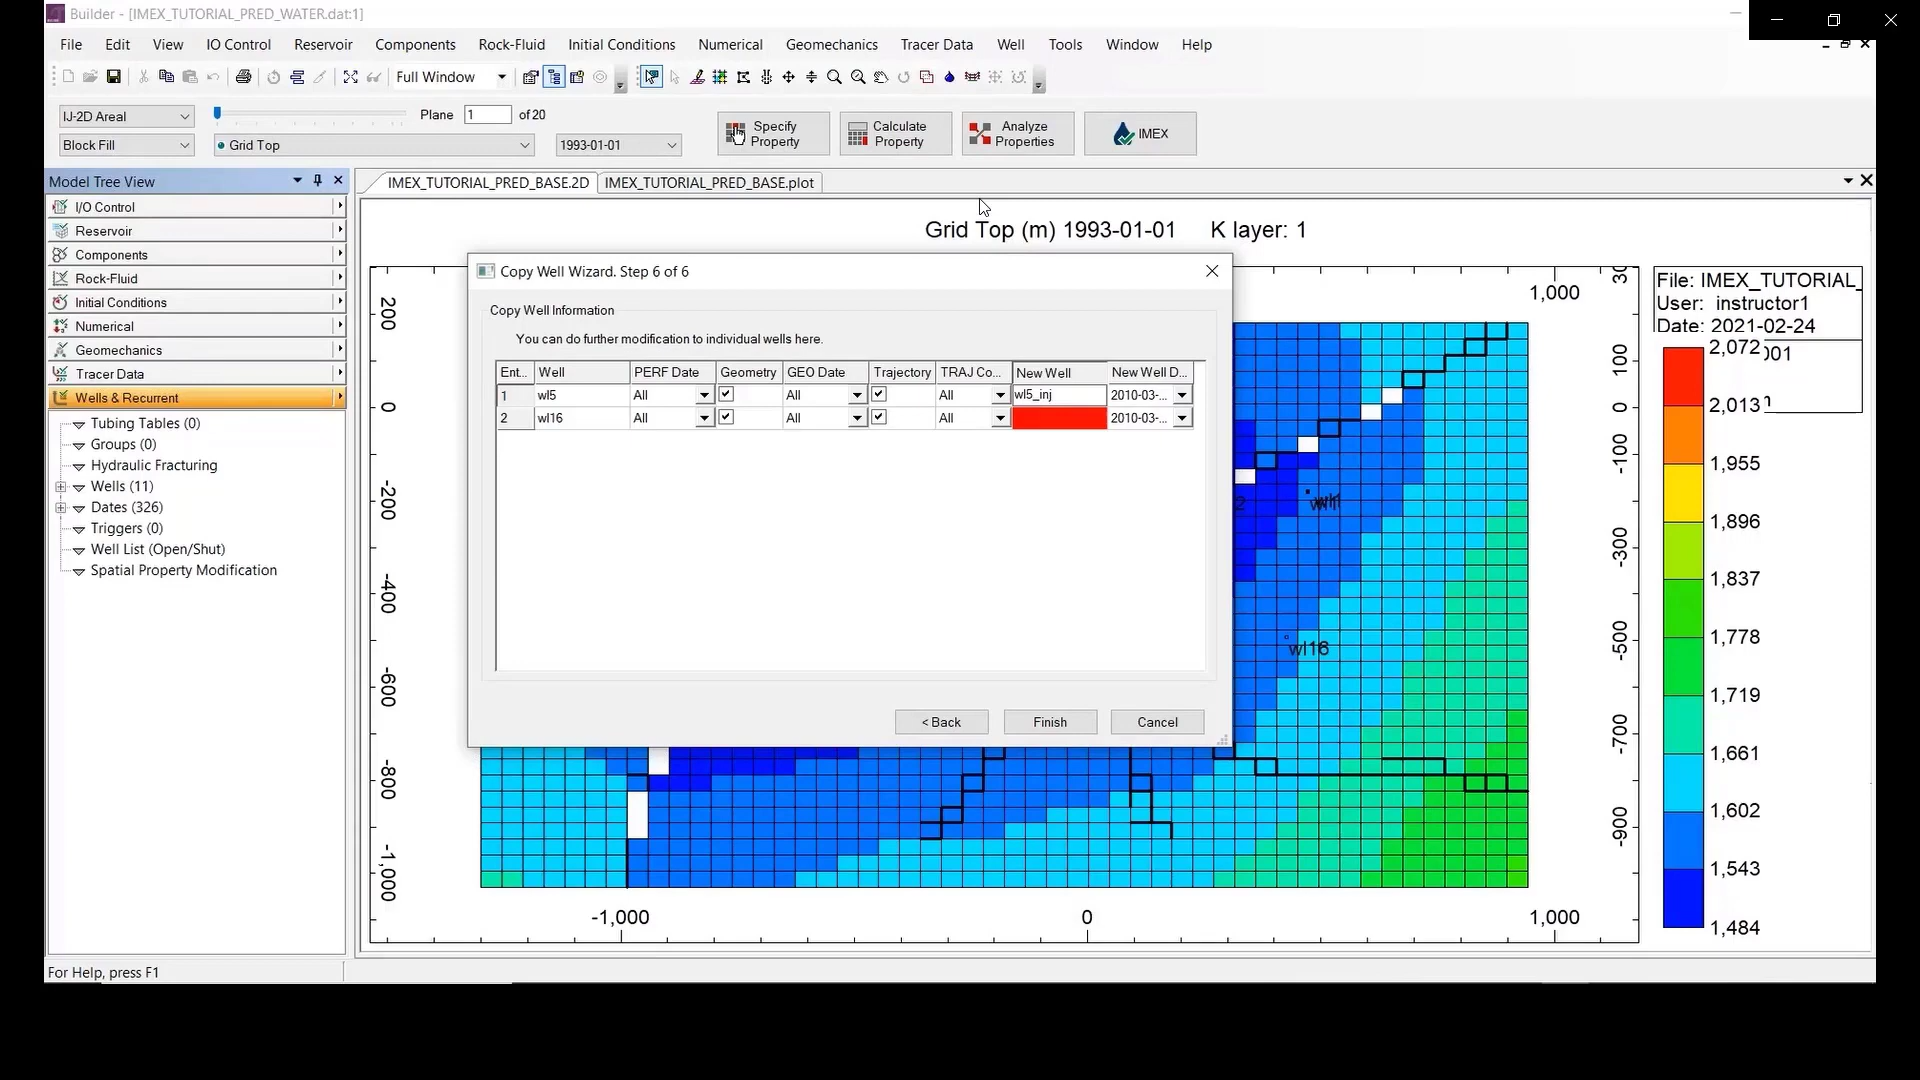 Builder - [IMEX_TUTORIAL_PRED_WATER.dat:1]
File Edit View IO Control Reservoir Components Rock-Fluid Initial Conditions Numerical Geomechanics Tracer Data Well Tools Window Help
Full Window
IJ-2D Areal
Plane 1 of 20
Block Fill
Grid Top
1993-01-01
Specify Property
Calculate Property
Analyze Properties
IMEX
Model Tree View
I/O Control
Reservoir
Components
Rock-Fluid
Initial Conditions
Numerical
Geomechanics
Tracer Data
Wells & Recurrent
Tubing Tables (0)
Groups (0)
Hydraulic Fracturing
Wells (11)
Dates (326)
Triggers (0)
Well List (Open/Shut)
Spatial Property Modification
IMEX_TUTORIAL_PRED_BASE.2D
IMEX_TUTORIAL_PRED_BASE.plot
Grid Top (m) 1993-01-01 K layer: 1
Copy Well Wizard. Step 6 of 6
Copy Well Information
You can do further modification to individual wells here.
Ent... Well PERF Date Geometry GEO Date Trajectory TRAJ Co... New Well New Well D...
1 wl5 All All All wl5_inj 2010-03-...
2 wl16 All All All 2010-03-...
< Back
Finish
Cancel
wl16
1,000
200
0
-200
-400
-600
-800
-1,000
-1,000
0
1,000
100
0
-100
-300
-500
-700
-900
File: IMEX_TUTORIAL_
User: instructor1
Date: 2021-02-24
2,072
2,013
1,955
1,896
1,837
1,778
1,719
1,661
1,602
1,543
1,484
For Help, press F1